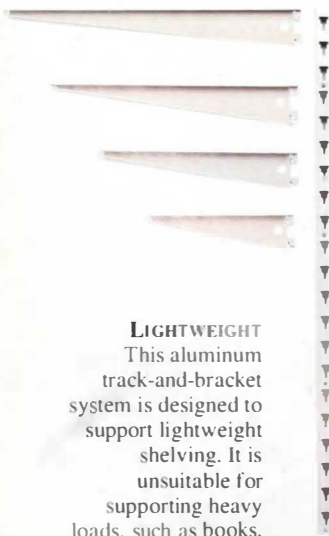 LIGHTWEIGHT
This aluminum
track-and-bracket
system is designed to
support lightweight
shelving. It is
unsuitable for
supporting heavy
loads, such as books.